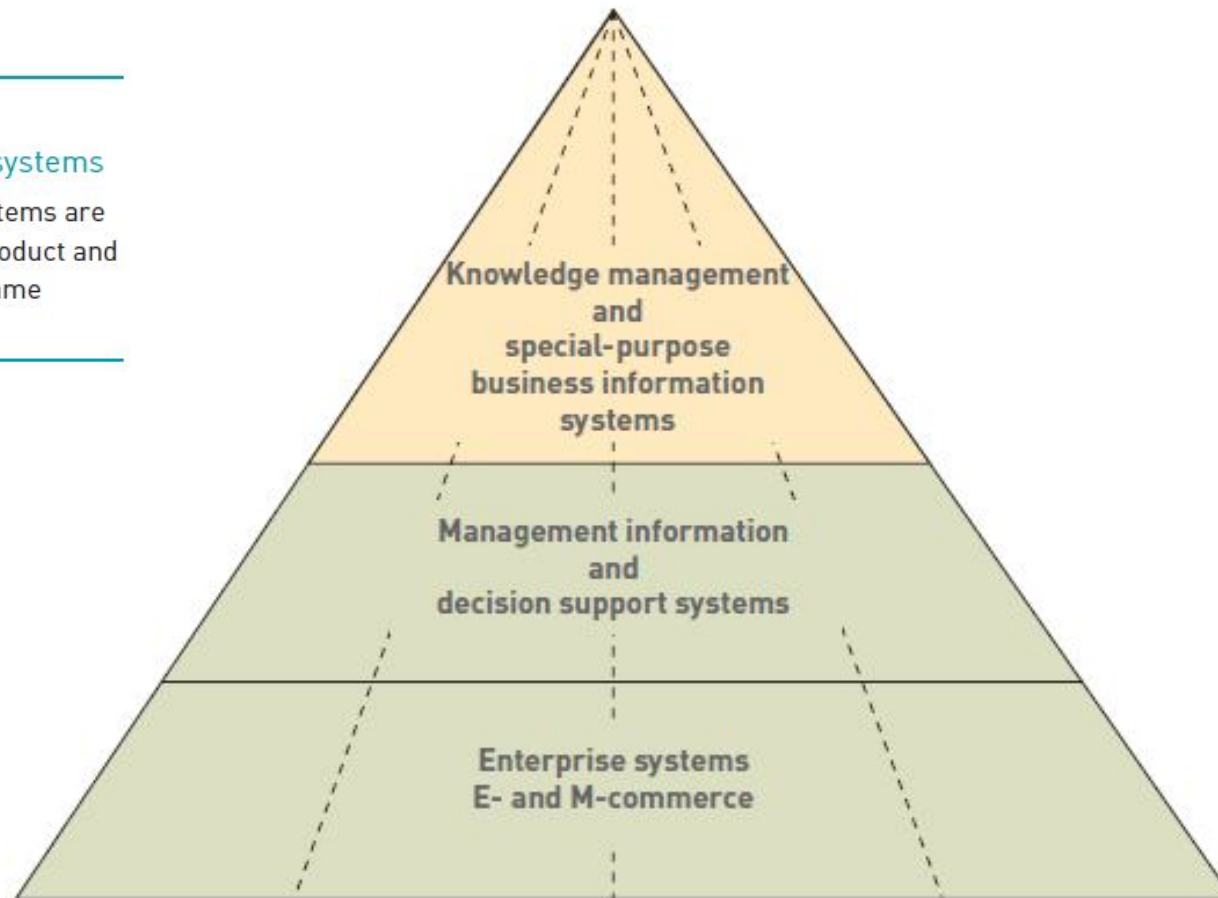 systems
tems are
oduct and
ame
Knowledge management
and
special-purpose
business information
systems
Management information
and
decision support systems
Enterprise systems
E- and M-commerce